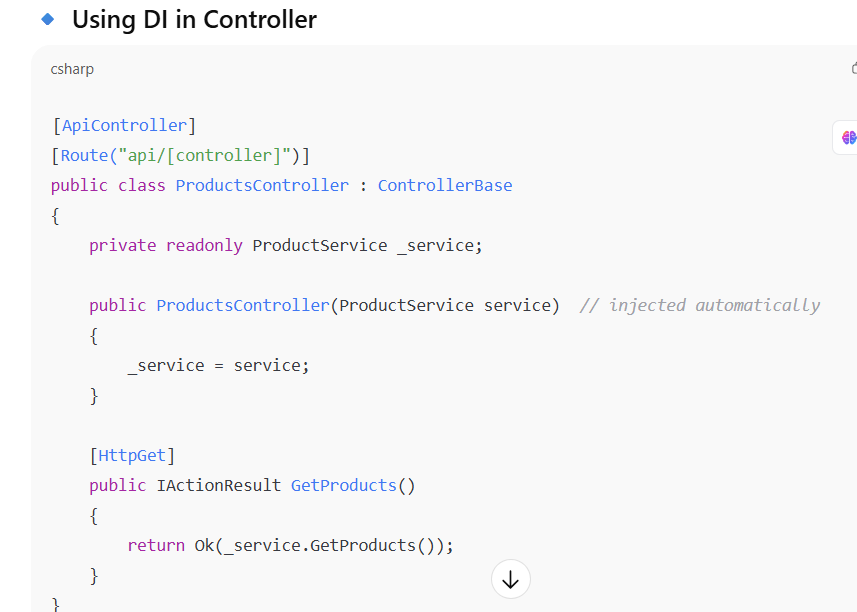 Using DI in Controller
csharp
[ApiController]
[Route("api/[controller]")]
public class ProductsController : ControllerBase
{
    private readonly ProductService _service;
    public ProductsController(ProductService service)  // injected automatically
    {
        _service = service;
    }
    [HttpGet]
    public IActionResult GetProducts()
    {
        return Ok(_service.GetProducts());
    }
}